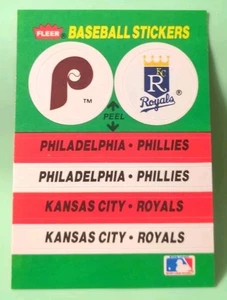 FLEER BASEBALL STICKERS
P
TM
KC
Royals
®
PEEL
PHILADELPHIA • PHILLIES
PHILADELPHIA • PHILLIES
KANSAS CITY • ROYALS
KANSAS CITY • ROYALS